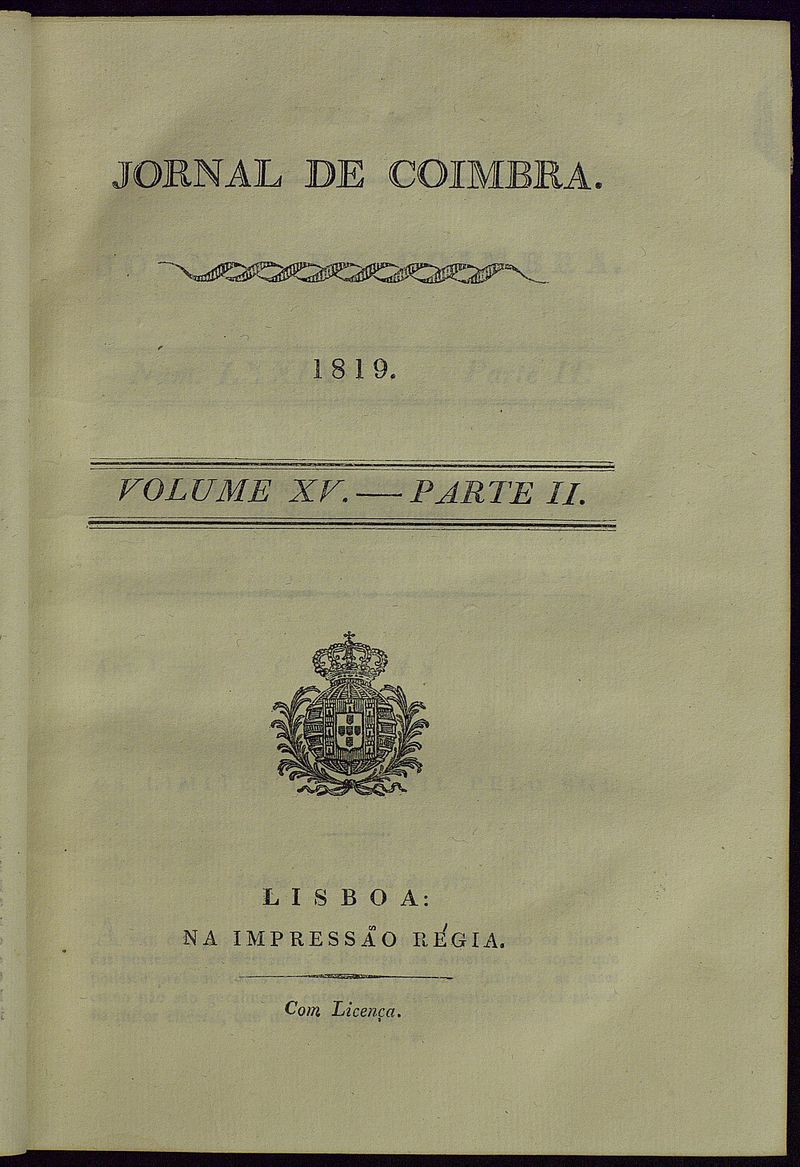 JORNAL DE COIMBRA.
1819.
VOLUME XV. — PARTE II.
LISBOA:
NA IMPRESSÃO RÉGIA.
Com Licença.